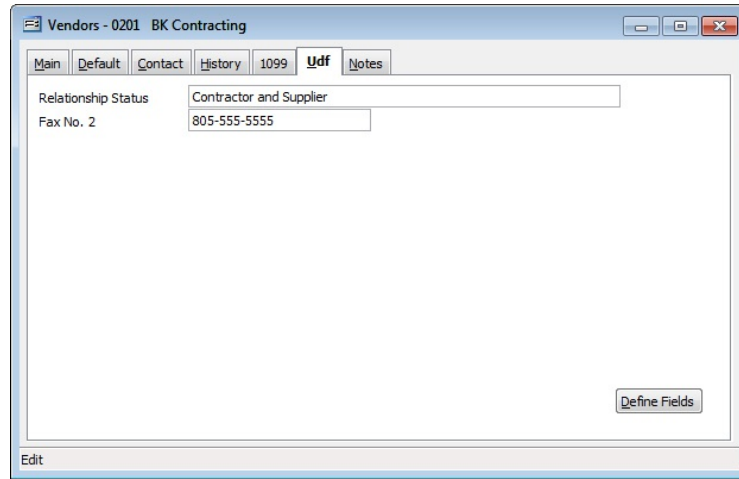 Vendors - 0201 BK Contracting
Main Default Contact History 1099 Udf Notes
Relationship Status Contractor and Supplier
Fax No. 2 805-555-5555
Define Fields
Edit